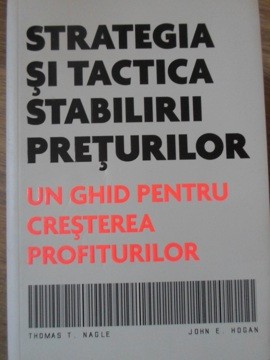 STRATEGIA
ŞI TACTICA
STABILIRII
PREŢURILOR
UN GHID PENTRU
CREŞTEREA
PROFITURILOR
THOMAS T. NAGLE JOHN E. HOGAN